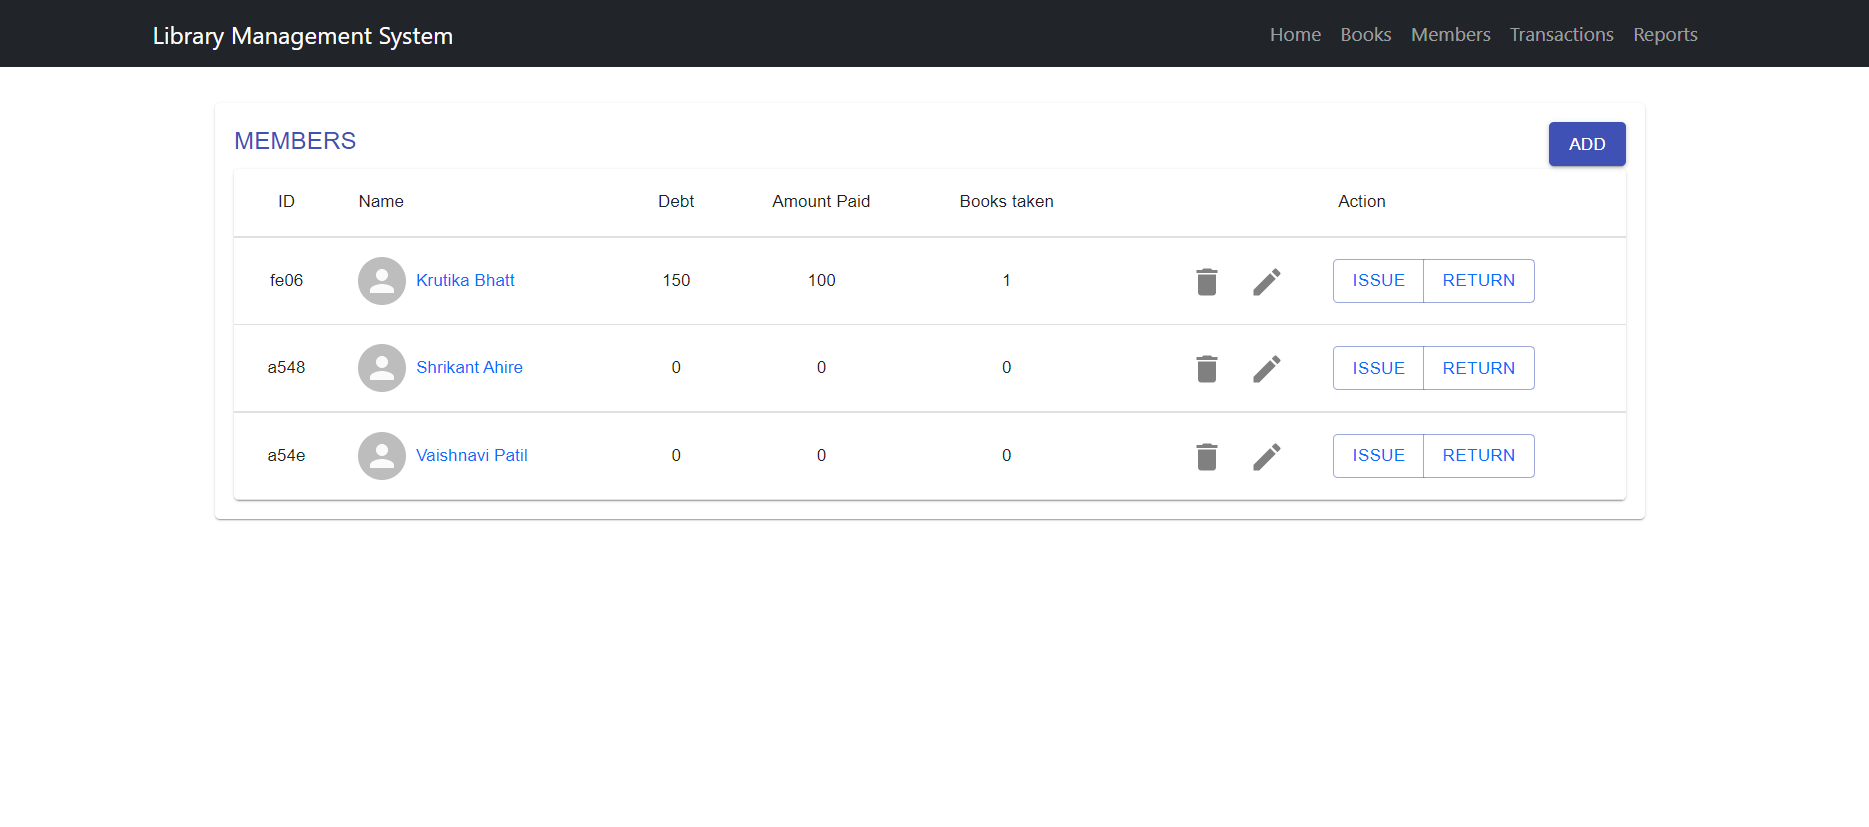 Library Management System Home Books Members Transactions Reports
MEMBERS ADD
ID Name Debt Amount Paid Books taken Action
fe06 Krutika Bhatt 150 100 1 ISSUE RETURN
a548 Shrikant Ahire 0 0 0 ISSUE RETURN
a54e Vaishnavi Patil 0 0 0 ISSUE RETURN